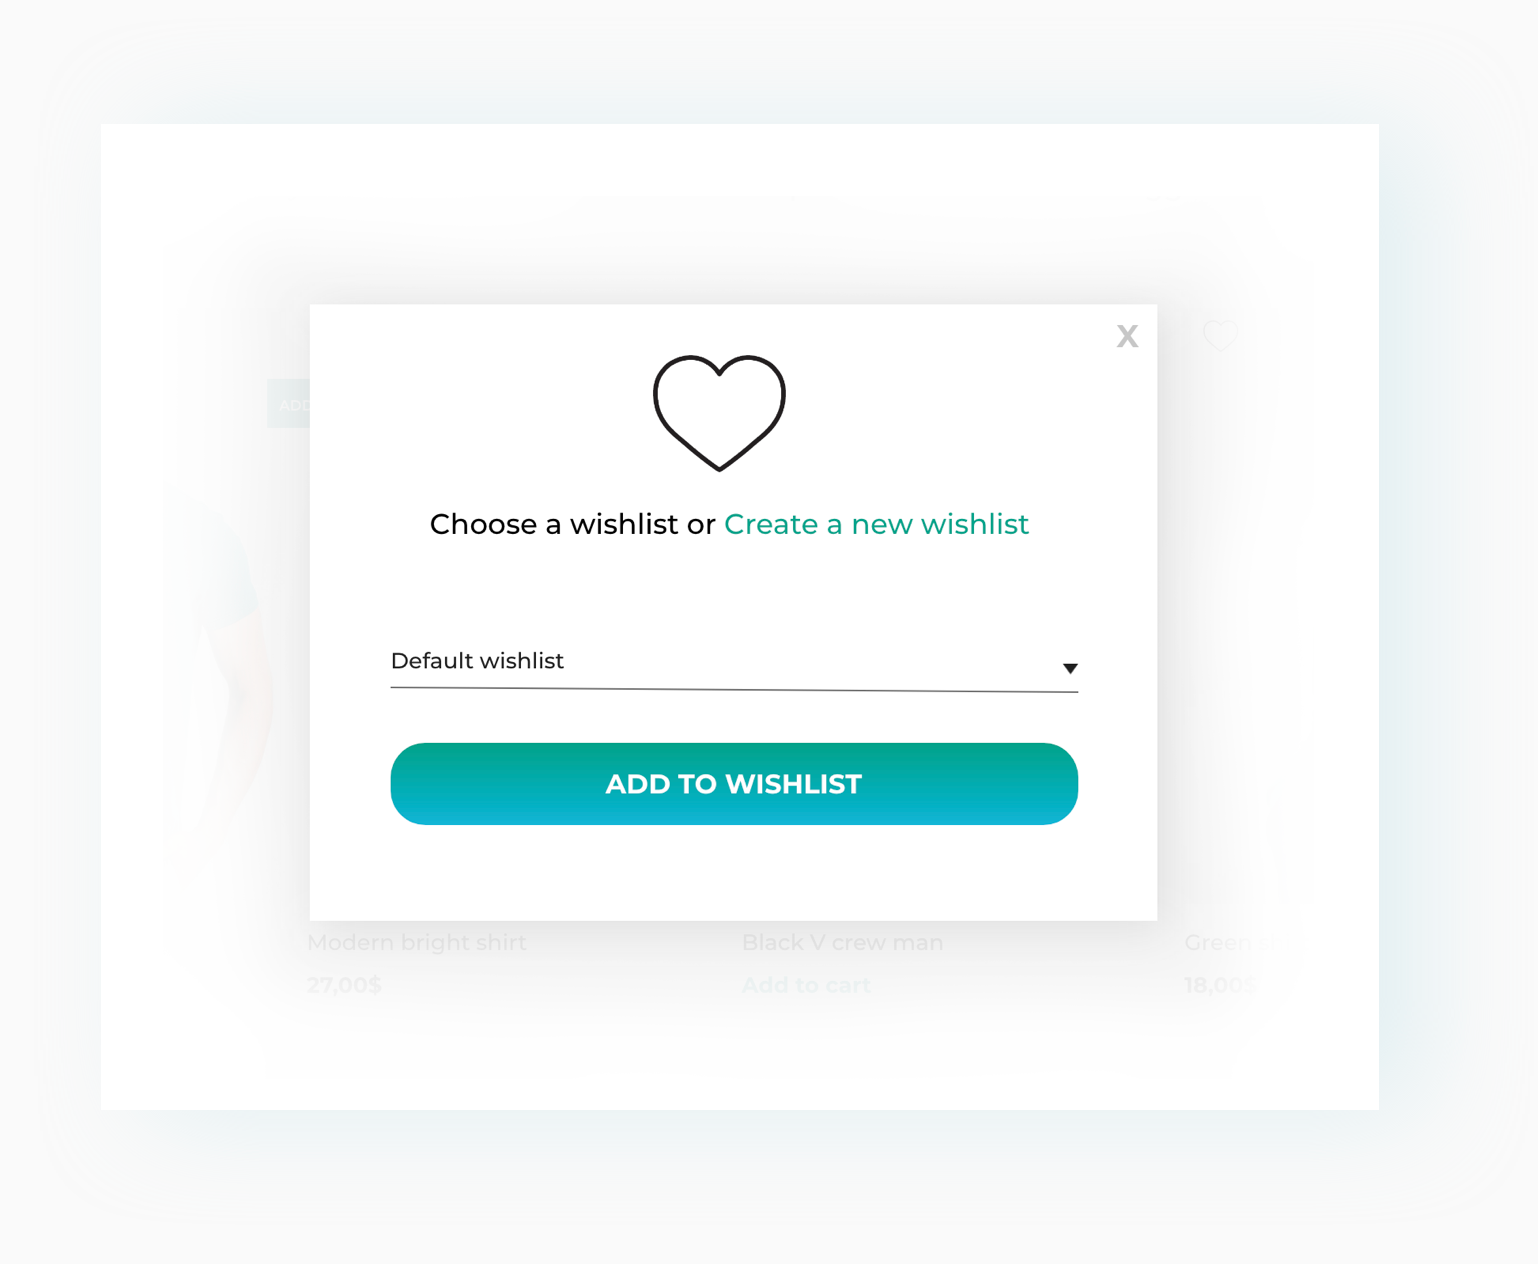 X
ADD
Choose a wishlist or Create a new wishlist
Default wishlist
ADD TO WISHLIST
Modern bright shirt
Black V crew man
Green
27,00$
Add to cart
18,00$